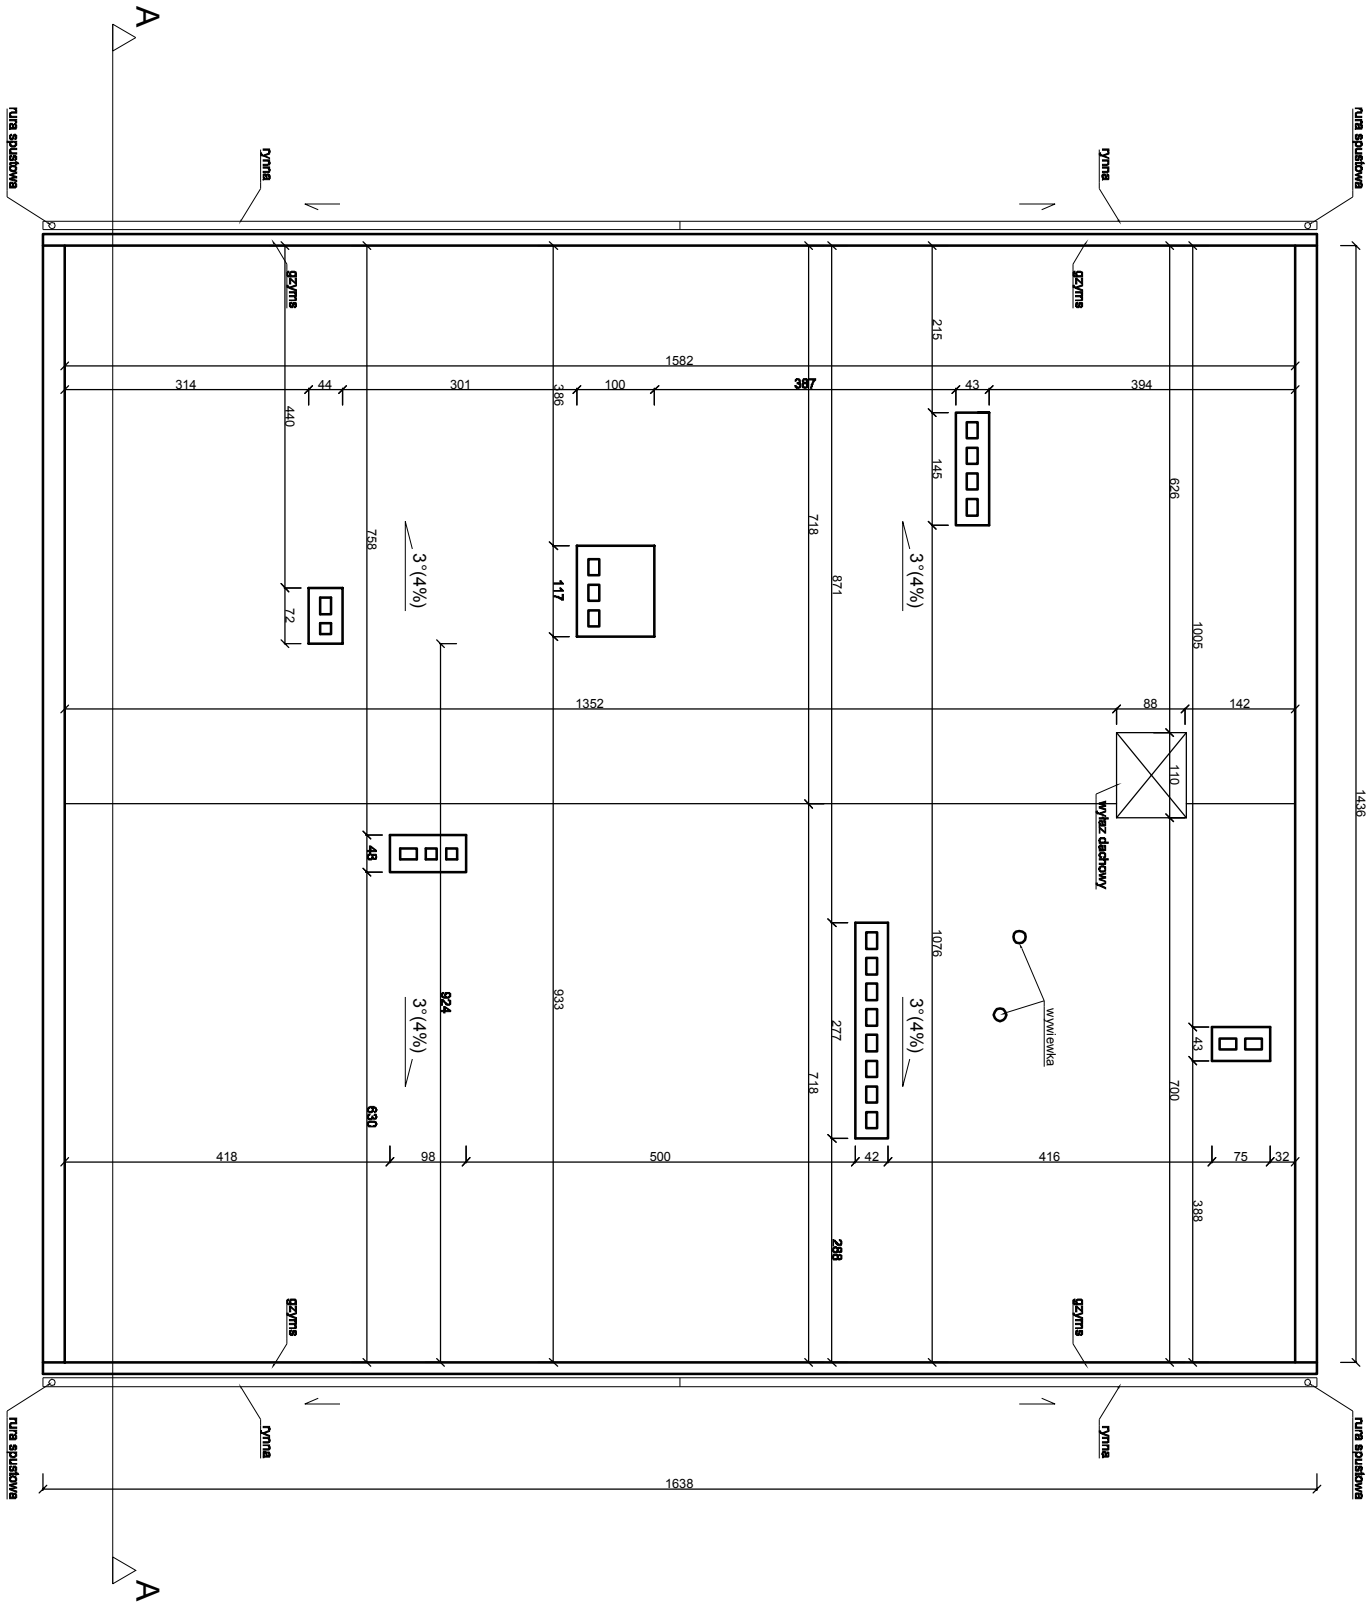 A
rura spustowa
rynna
rynna
rura spustowa
gzyms
gzyms
215
1582
314
44
301
386
100
387
43
394
440
145
626
1436
758
3°(4%)
718
3°(4%)
871
117
72
1005
1352
88
142
110
wyłaz dachowy
48
1076
924
3°(4%)
933
277
3°(4%)
wywiewka
43
718
700
630
418
98
500
42
416
75
32
388
288
gzyms
gzyms
rura spustowa
rynna
rynna
rura spustowa
1638
A